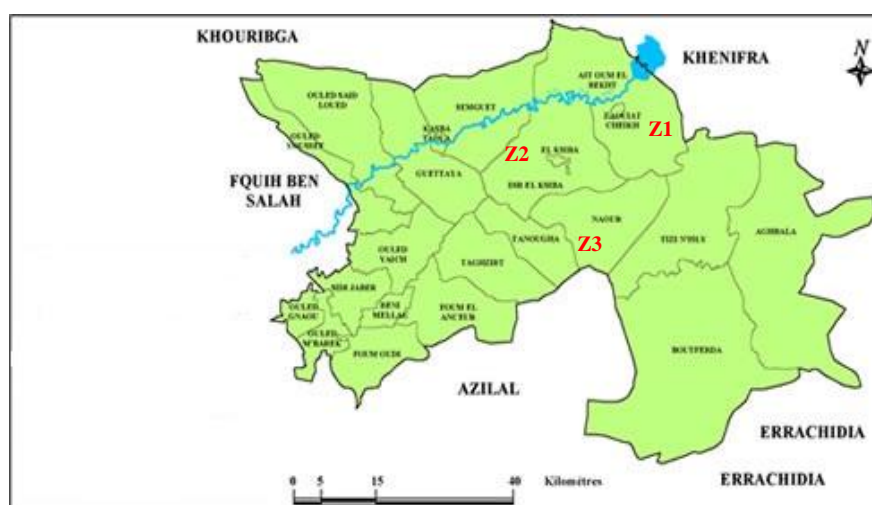 KHOURIBGA
KHENIFRA
N
AIT OUM EL
BEKHT
OULED SAID
LOUED
SEMGUET
ZAOUIAT
CHEIKH
Z1
KASBA
TADLA
OULED
YOUSSEF
Z2
EL KSIBA
GUETTAYA
FQUIH BEN
SALAH
DIR EL KSIBA
NAOUR
AGHBALA
TANOUGHA
Z3
TIZI N'ISLY
OULED
YAICH
TAGHZIRT
SIDI JABER
OULED
GNAOU
BENI
MELLAL
FOUM EL
ANCEUR
OULED
M'BAREK
FOUM OUDI
BOUTFERDA
AZILAL
ERRACHIDIA
ERRACHIDIA
Kilométres
0 5 15 40